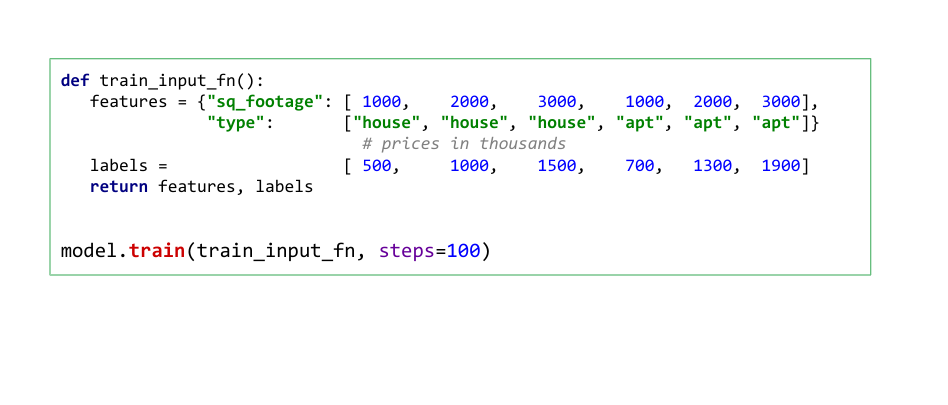 def train_input_fn():
features = {"sq_footage": [ 1000, 2000, 3000, 1000, 2000, 3000],
"type": ["house", "house", "house", "apt", "apt", "apt"]}
# prices in thousands
labels = [ 500, 1000, 1500, 700, 1300, 1900]
return features, labels
model.train(train_input_fn, steps=100)